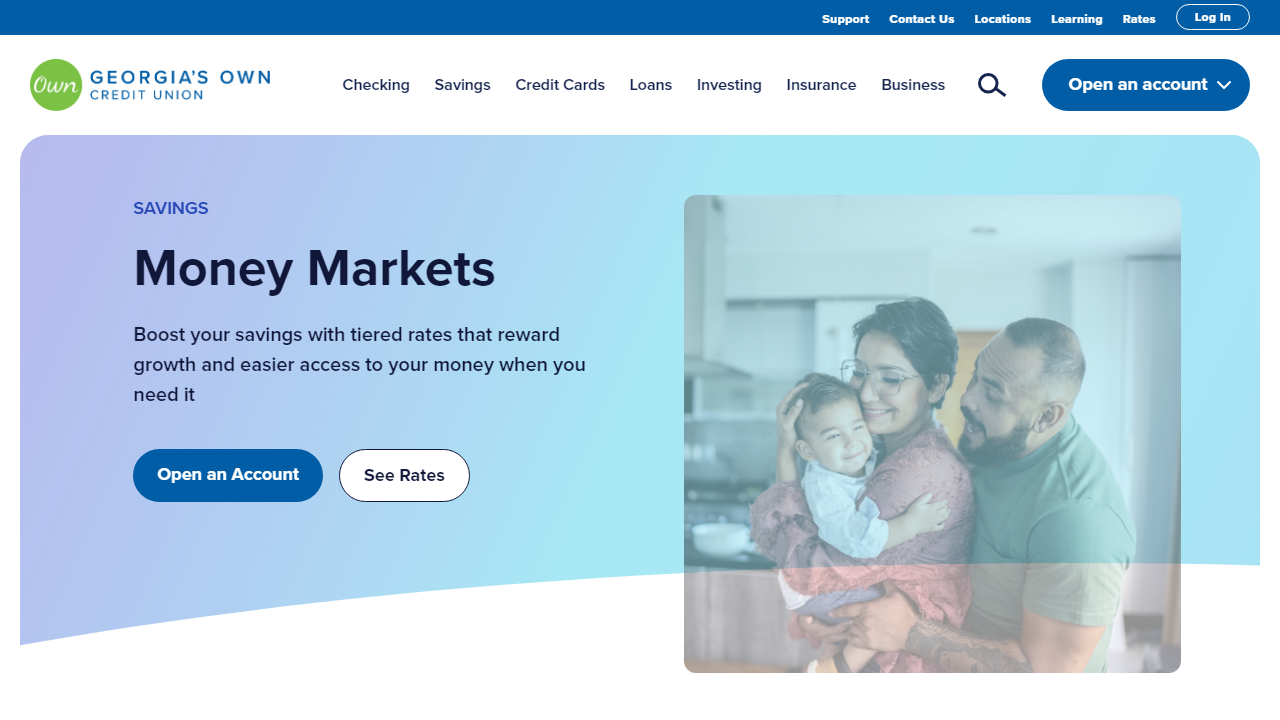 Support Contact Us Locations Learning Rates Log In
Own GEORGIA'S OWN
CREDIT UNION
Checking Savings Credit Cards Loans Investing Insurance Business Open an account
SAVINGS
Money Markets
Boost your savings with tiered rates that reward
growth and easier access to your money when you
need it
Open an Account See Rates